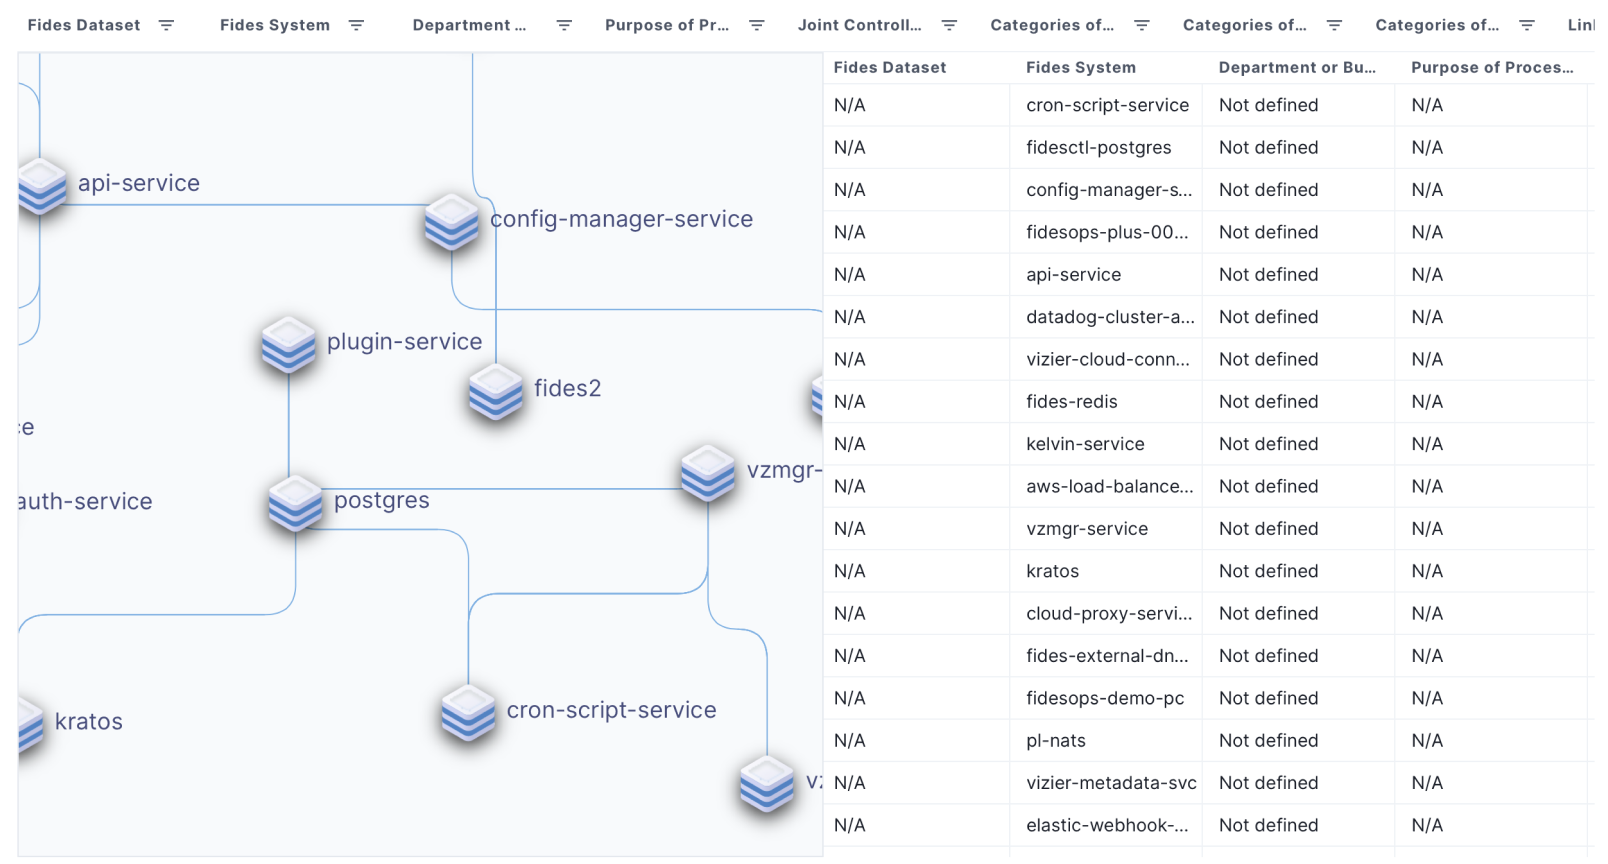 Fides Dataset Fides System Department ... Purpose of Pr... Joint Controll... Categories of... Categories of... Categories of... Lin
api-service
config-manager-service
plugin-service
fides2
ce
vzmgr-
auth-service
postgres
kratos
cron-script-service
vz
Fides Dataset Fides System Department or Bu... Purpose of Proces...
N/A cron-script-service Not defined N/A
N/A fidesctl-postgres Not defined N/A
N/A config-manager-s... Not defined N/A
N/A fidesops-plus-00... Not defined N/A
N/A api-service Not defined N/A
N/A datadog-cluster-a... Not defined N/A
N/A vizier-cloud-conn... Not defined N/A
N/A fides-redis Not defined N/A
N/A kelvin-service Not defined N/A
N/A aws-load-balance... Not defined N/A
N/A vzmgr-service Not defined N/A
N/A kratos Not defined N/A
N/A cloud-proxy-servi... Not defined N/A
N/A fides-external-dn... Not defined N/A
N/A fidesops-demo-pc Not defined N/A
N/A pl-nats Not defined N/A
N/A vizier-metadata-svc Not defined N/A
N/A elastic-webhook-... Not defined N/A